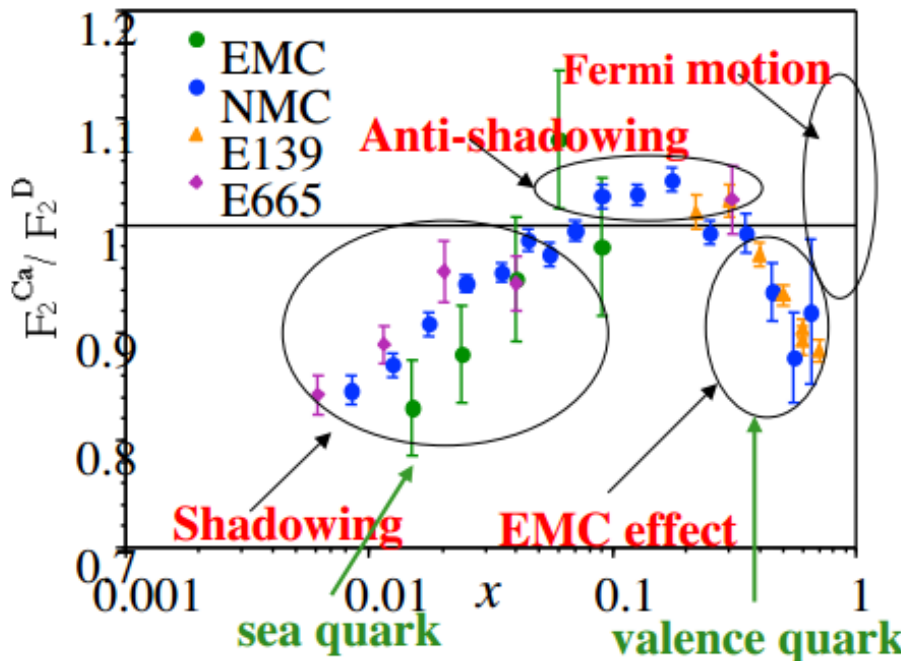 1.2
EMC
NMC
E139
E665
Fermi motion
Anti-shadowing
1.1
1
F₂ᶜᵃ/ F₂ᴰ
0.9
0.8
Shadowing
EMC effect
0.7
0.001
0.01
x
0.1
1
sea quark
valence quark